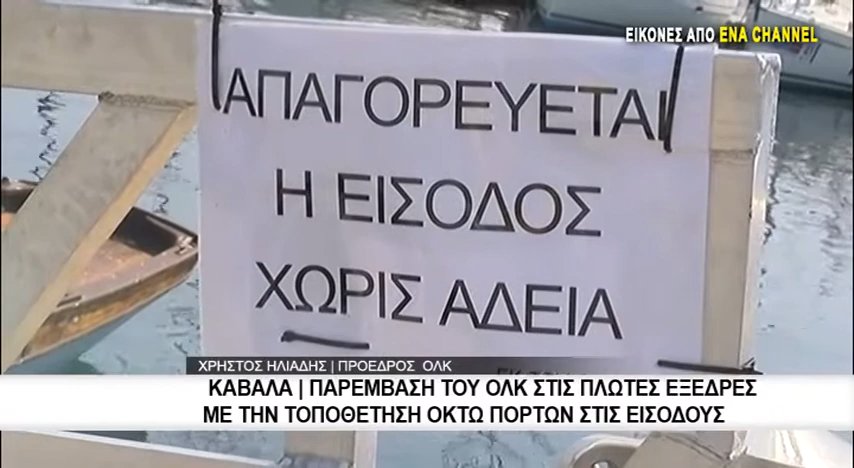 ΕΙΚΟΝΕΣ ΑΠΟ ΕΝΑ CHANNEL
ΑΠΑΓΟΡΕΥΕΤΑΙ
Η ΕΙΣΟΔΟΣ
ΧΩΡΙΣ ΑΔΕΙΑ
ΧΡΗΣΤΟΣ ΗΛΙΑΔΗΣ | ΠΡΟΕΔΡΟΣ ΟΛΚ
ΚΑΒΑΛΑ | ΠΑΡΕΜΒΑΣΗ ΤΟΥ ΟΛΚ ΣΤΙΣ ΠΛΩΤΕΣ ΕΞΕΔΡΕΣ
ΜΕ ΤΗΝ ΤΟΠΟΘΕΤΗΣΗ ΟΚΤΩ ΠΟΡΤΩΝ ΣΤΙΣ ΕΙΣΟΔΟΥΣ